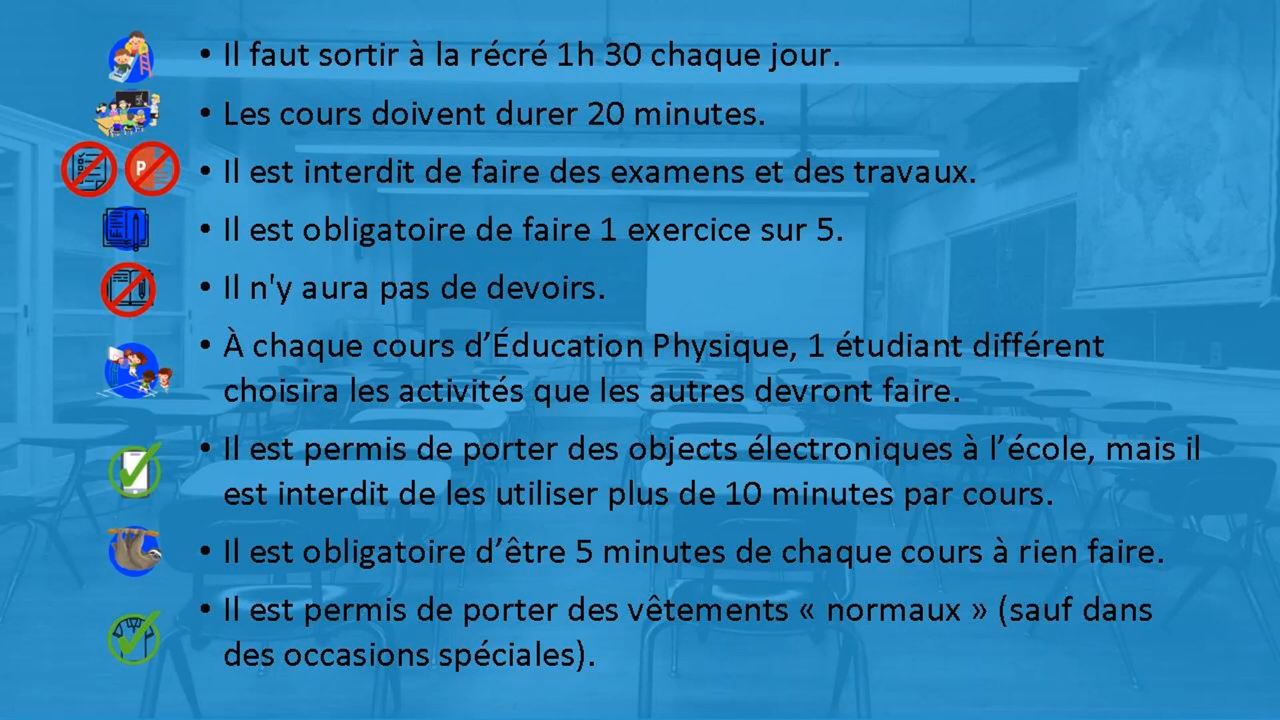 • Il faut sortir à la récré 1h 30 chaque jour.
• Les cours doivent durer 20 minutes.
P
• Il est interdit de faire des examens et des travaux.
• Il est obligatoire de faire 1 exercice sur 5.
• Il n'y aura pas de devoirs.
• À chaque cours d’Éducation Physique, 1 étudiant différent
choisira les activités que les autres devront faire.
• Il est permis de porter des objects électroniques à l’école, mais il
est interdit de les utiliser plus de 10 minutes par cours.
• Il est obligatoire d’être 5 minutes de chaque cours à rien faire.
• Il est permis de porter des vêtements « normaux » (sauf dans
des occasions spéciales).